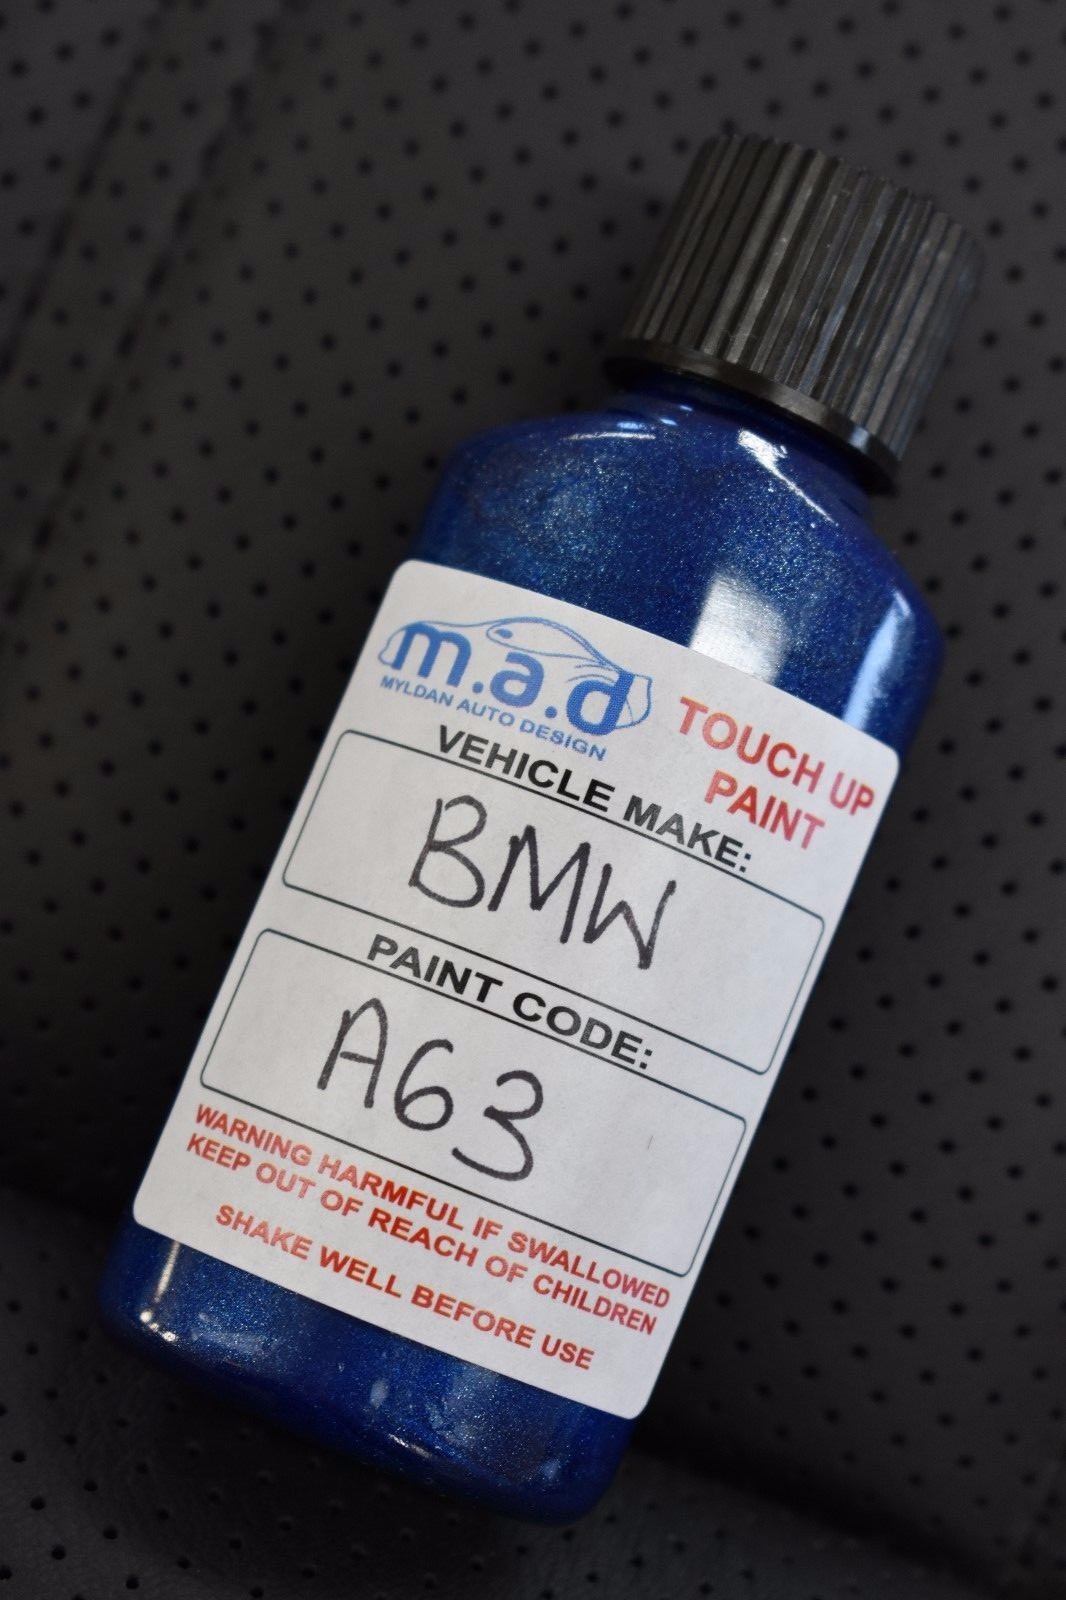 m.a.d
MYLDAN AUTO DESIGN
TOUCH UP
PAINT
VEHICLE MAKE:
BMW
PAINT CODE:
A63
WARNING HARMFUL IF SWALLOWED
KEEP OUT OF REACH OF CHILDREN
SHAKE WELL BEFORE USE